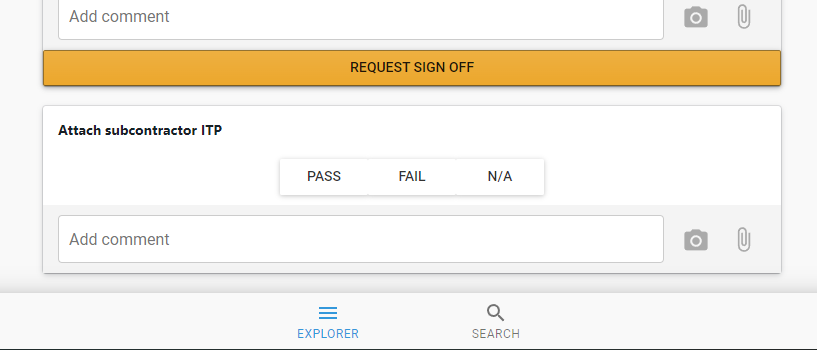 Add comment
REQUEST SIGN OFF
Attach subcontractor ITP
PASS FAIL N/A
Add comment
EXPLORER SEARCH